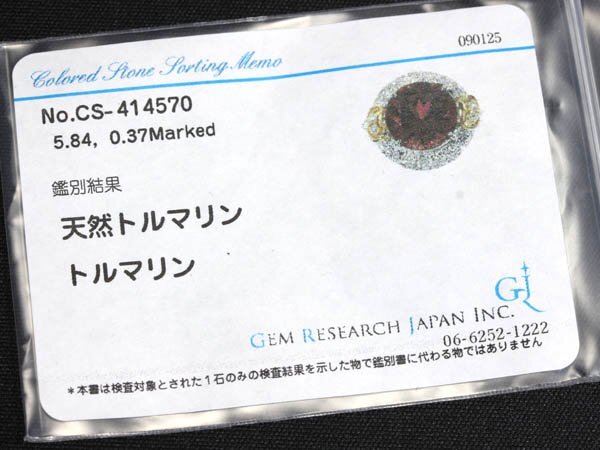 090125
Colored Stone Sorting Memo
No.CS-414570
5.84, 0.37Marked
鑑別結果
天然トルマリン
トルマリン
GJ
GEM RESEARCH JAPAN INC.
06-6252-1222
*本書は検査対象とされた1石のみの検査結果を示した物で鑑別書に代わる物ではありません